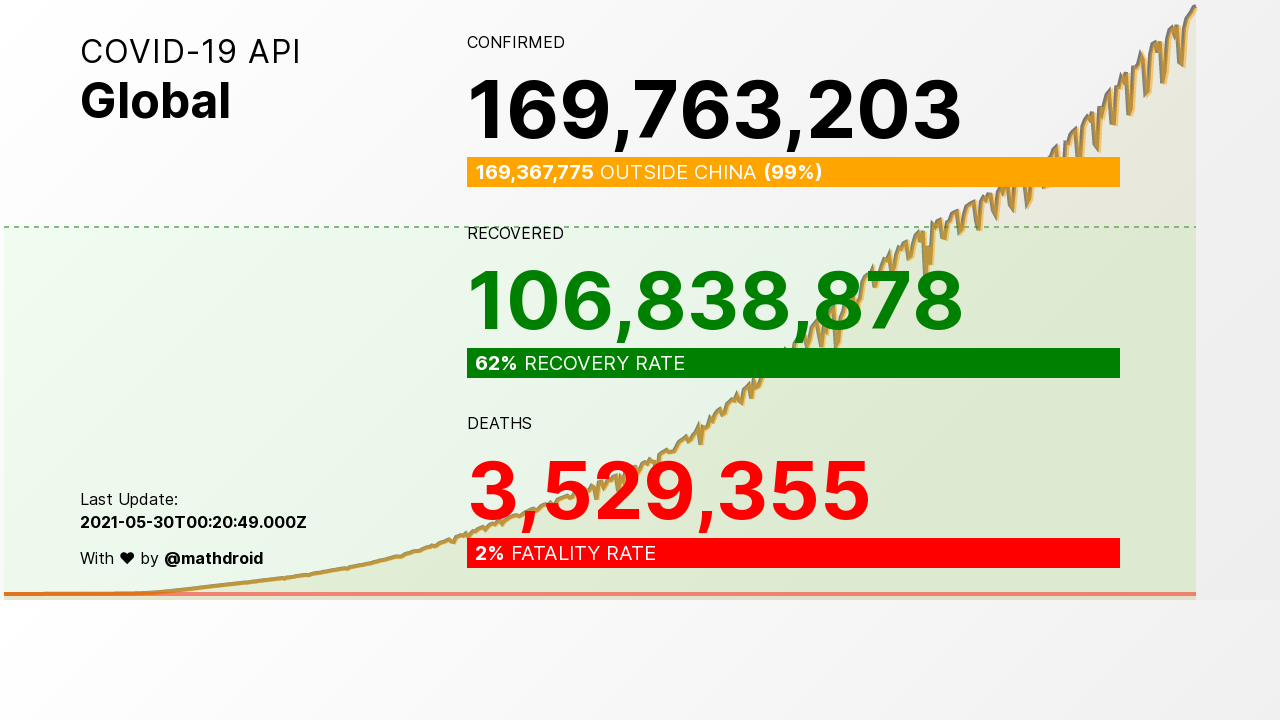 COVID-19 API
Global
CONFIRMED
169,763,203
169,367,775 OUTSIDE CHINA (99%)
RECOVERED
106,838,878
62% RECOVERY RATE
DEATHS
3,529,355
2% FATALITY RATE
Last Update:
2021-05-30T00:20:49.000Z
With ♥ by @mathdroid